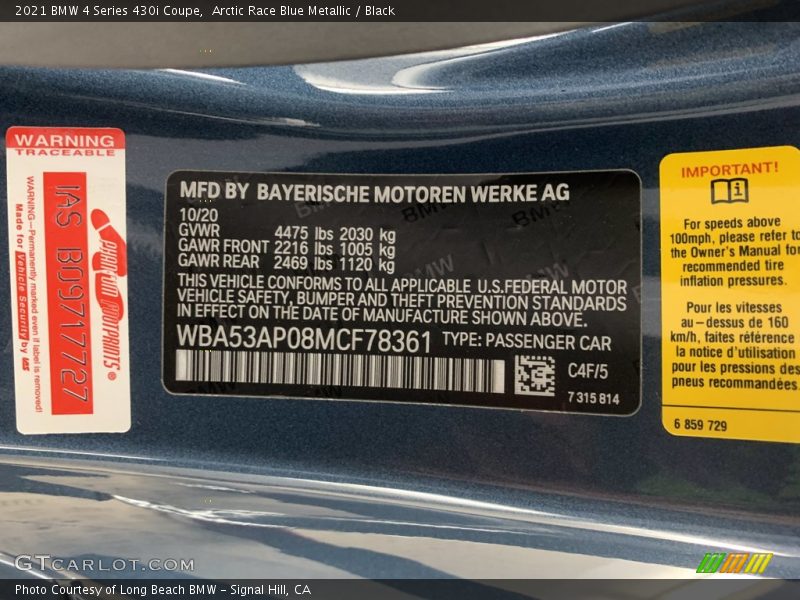 2021 BMW 4 Series 430i Coupe, Arctic Race Blue Metallic / Black
WARNING
TRACEABLE
WARNING-Permanently marked even if label is removed!
Made for Vehicle Security by IAS
IAS B09717727
PHANTOM FOOTPRINTS®
MFD BY BAYERISCHE MOTOREN WERKE AG
10/20
GVWR 4475 lbs 2030 kg
GAWR FRONT 2216 lbs 1005 kg
GAWR REAR 2469 lbs 1120 kg
THIS VEHICLE CONFORMS TO ALL APPLICABLE U.S.FEDERAL MOTOR
VEHICLE SAFETY, BUMPER AND THEFT PREVENTION STANDARDS
IN EFFECT ON THE DATE OF MANUFACTURE SHOWN ABOVE.
WBA53AP08MCF78361 TYPE: PASSENGER CAR
C4F/5
7 315 814
IMPORTANT!
For speeds above
100mph, please refer to
the Owner's Manual for
recommended tire
inflation pressures.
Pour les vitesses
au-dessus de 160
km/h, faites référence
la notice d'utilisation
pour les pressions des
pneus recommandées.
6 859 729
GTCARLOT.COM
Photo Courtesy of Long Beach BMW - Signal Hill, CA